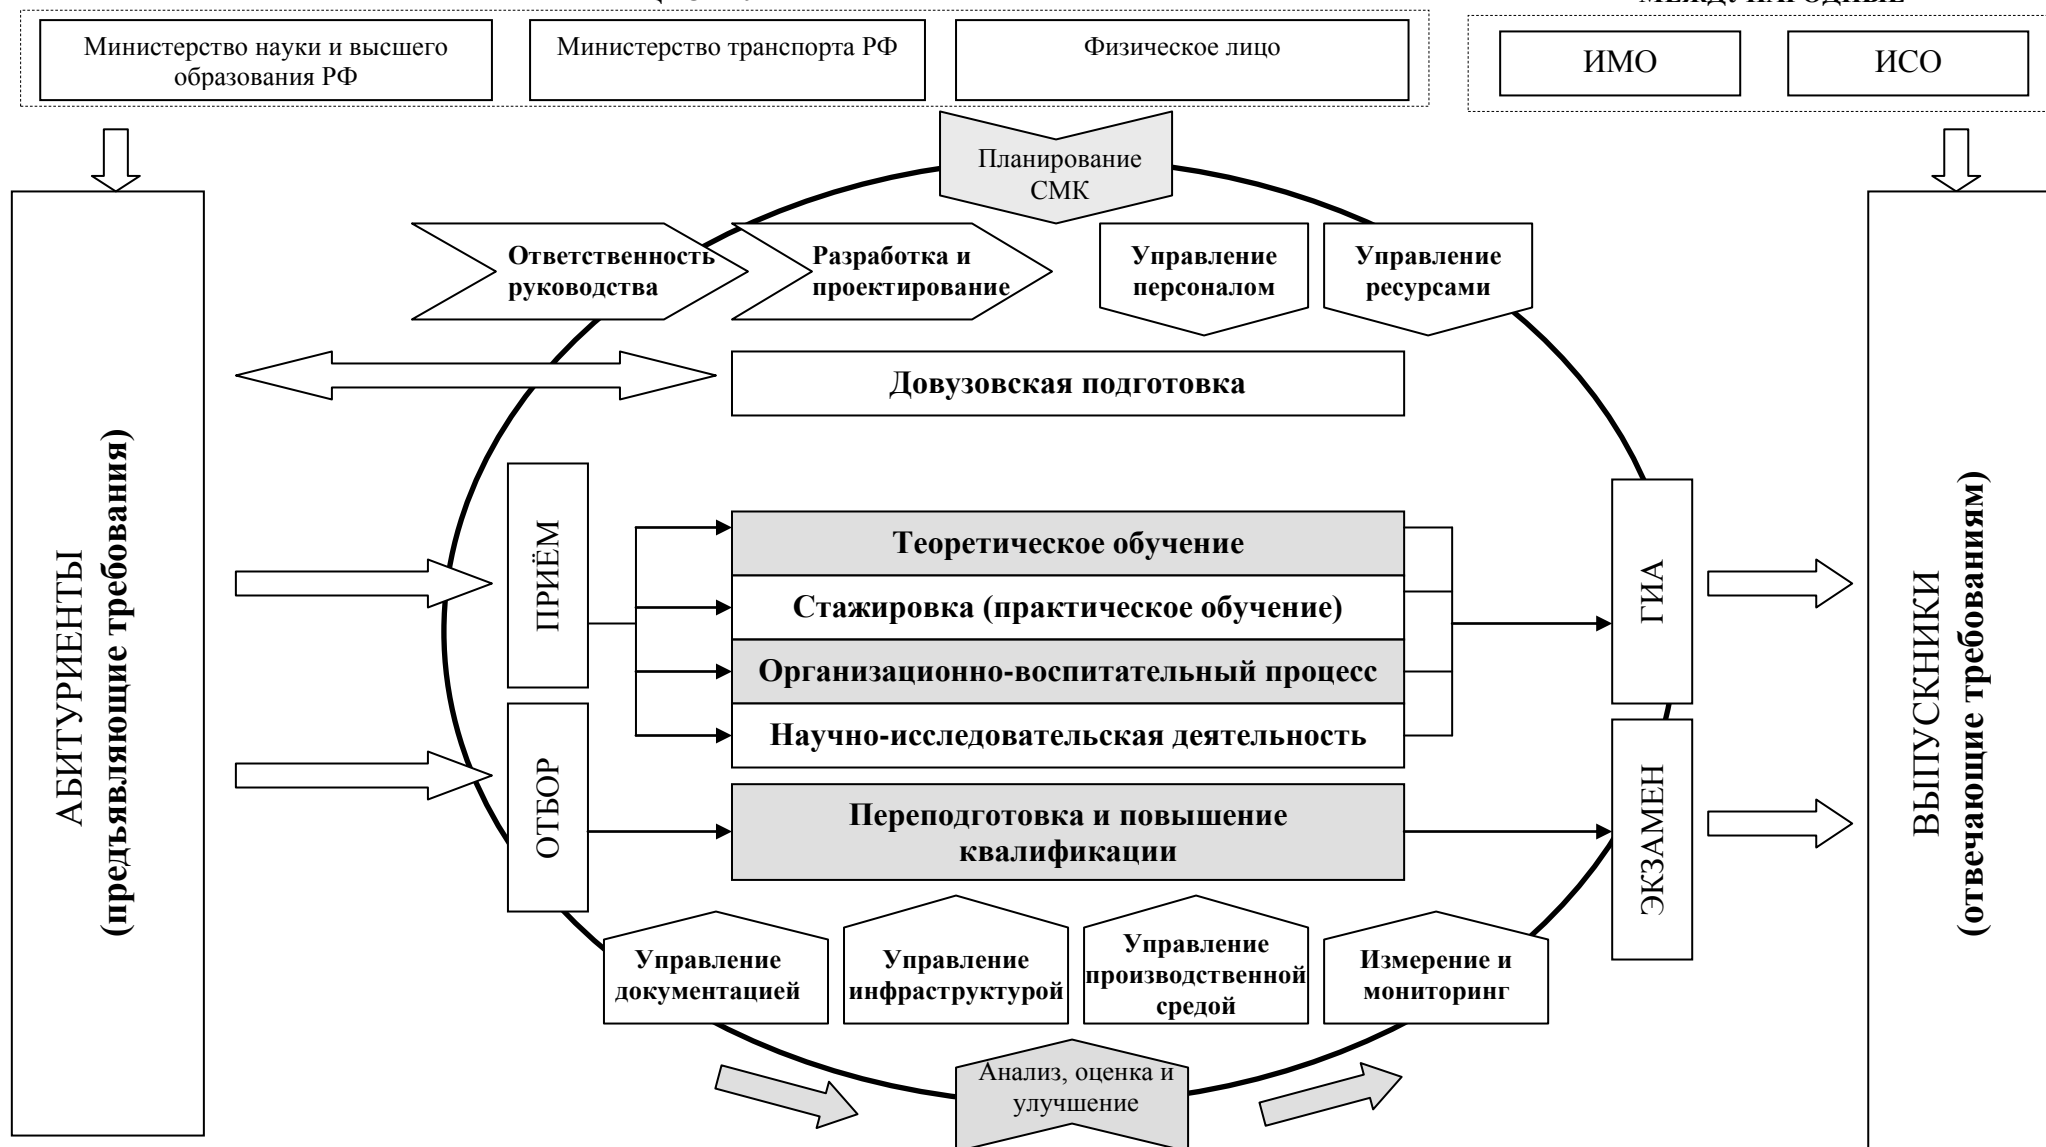 МЕЖДУНАРОДНЫЕ
Министерство науки и высшего
образования РФ
Министерство транспорта РФ
Физическое лицо
ИМО
ИСО
Планирование
СМК
Ответственность
руководства
Разработка и
проектирование
Управление
персоналом
Управление
ресурсами
Довузовская подготовка
АБИТУРИЕНТЫ
(предъявляющие требования)
ПРИЁМ
ОТБОР
Теоретическое обучение
Стажировка (практическое обучение)
Организационно-воспитательный процесс
Научно-исследовательская деятельность
Переподготовка и повышение
квалификации
ГИА
ЭКЗАМЕН
ВЫПУСКНИКИ
(отвечающие требованиям)
Управление
документацией
Управление
инфраструктурой
Управление
производственной
средой
Измерение и
мониторинг
Анализ, оценка и
улучшение